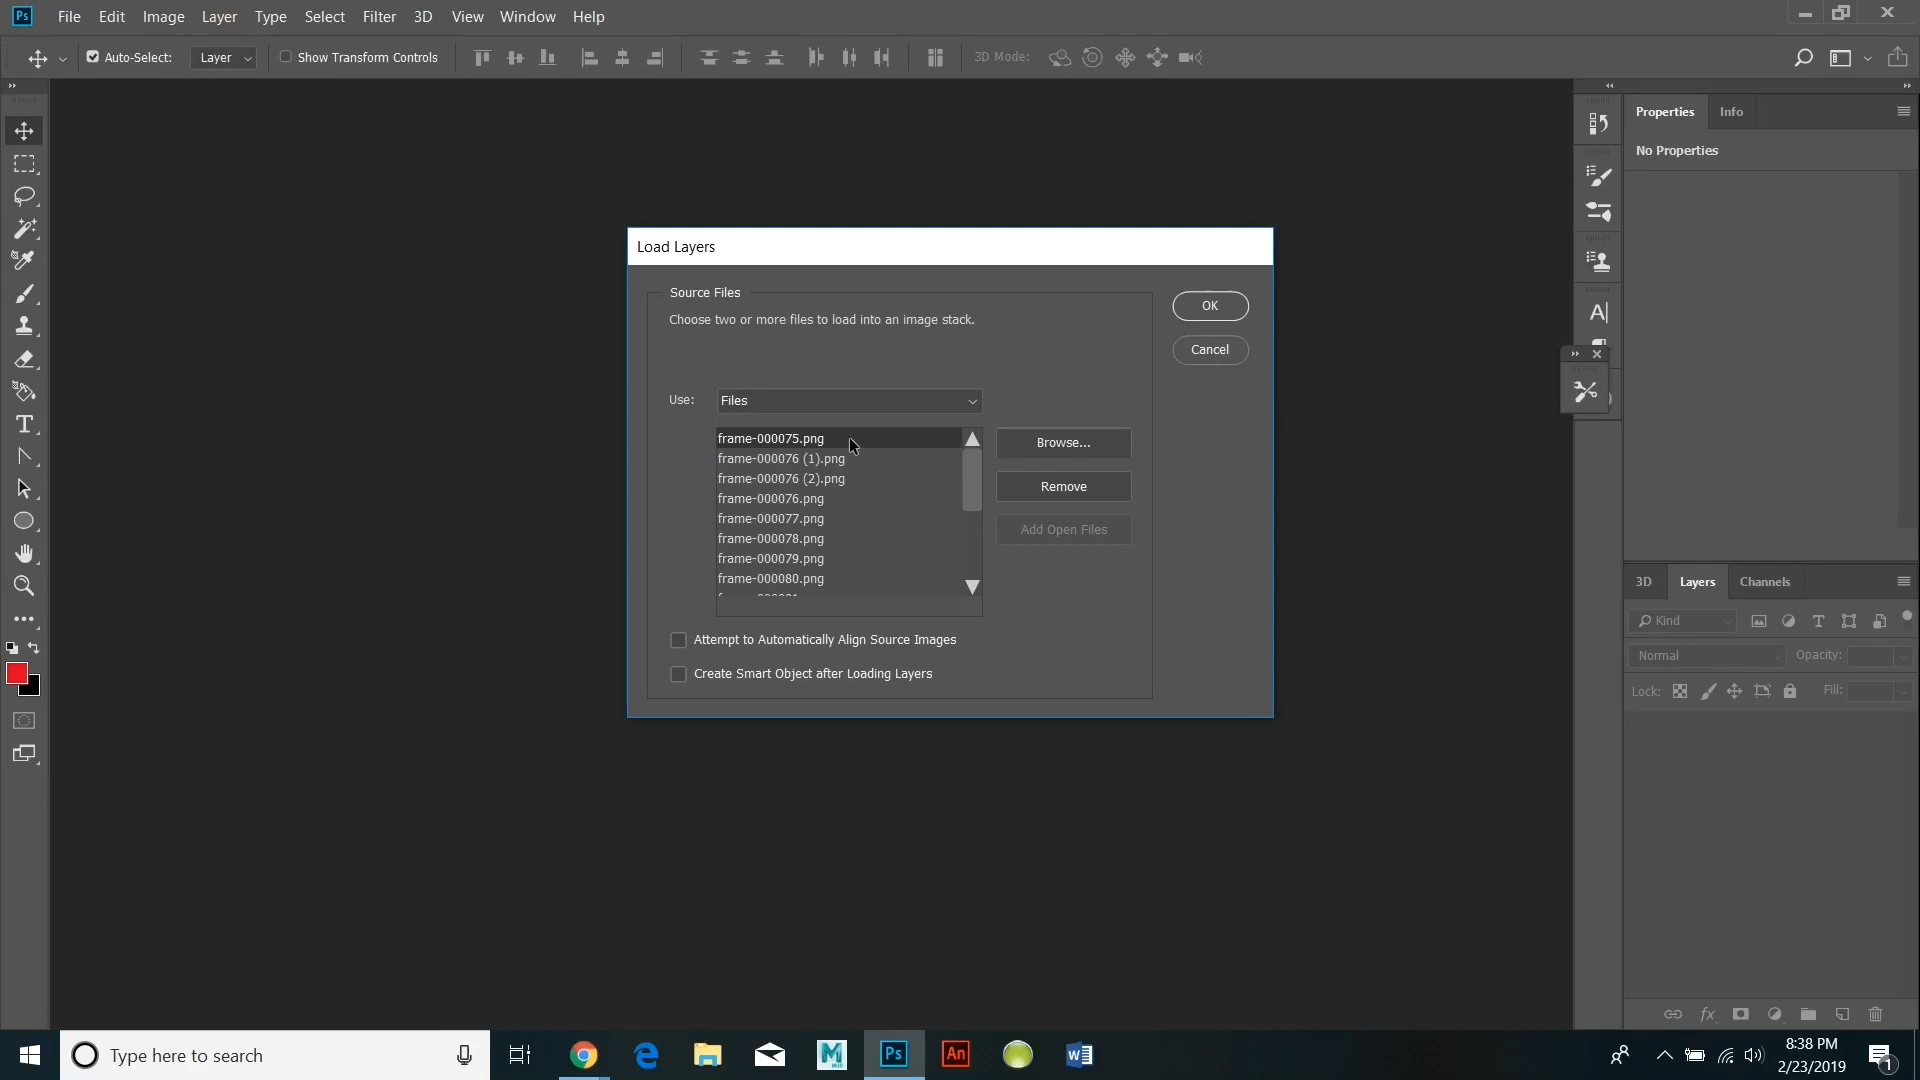 Ps File Edit Image Layer Type Select Filter 3D View Window Help
Auto-Select: Layer Show Transform Controls 3D Mode:
Properties Info
No Properties
Load Layers
Source Files
Choose two or more files to load into an image stack.
OK
Cancel
Use: Files
frame-000075.png
frame-000076 (1).png
frame-000076 (2).png
frame-000076.png
frame-000077.png
frame-000078.png
frame-000079.png
frame-000080.png
Browse...
Remove
Add Open Files
Attempt to Automatically Align Source Images
Create Smart Object after Loading Layers
3D Layers Channels
Kind
Normal Opacity:
Lock: Fill:
Type here to search
M
Ps
An
W
8:38 PM
2/23/2019
1